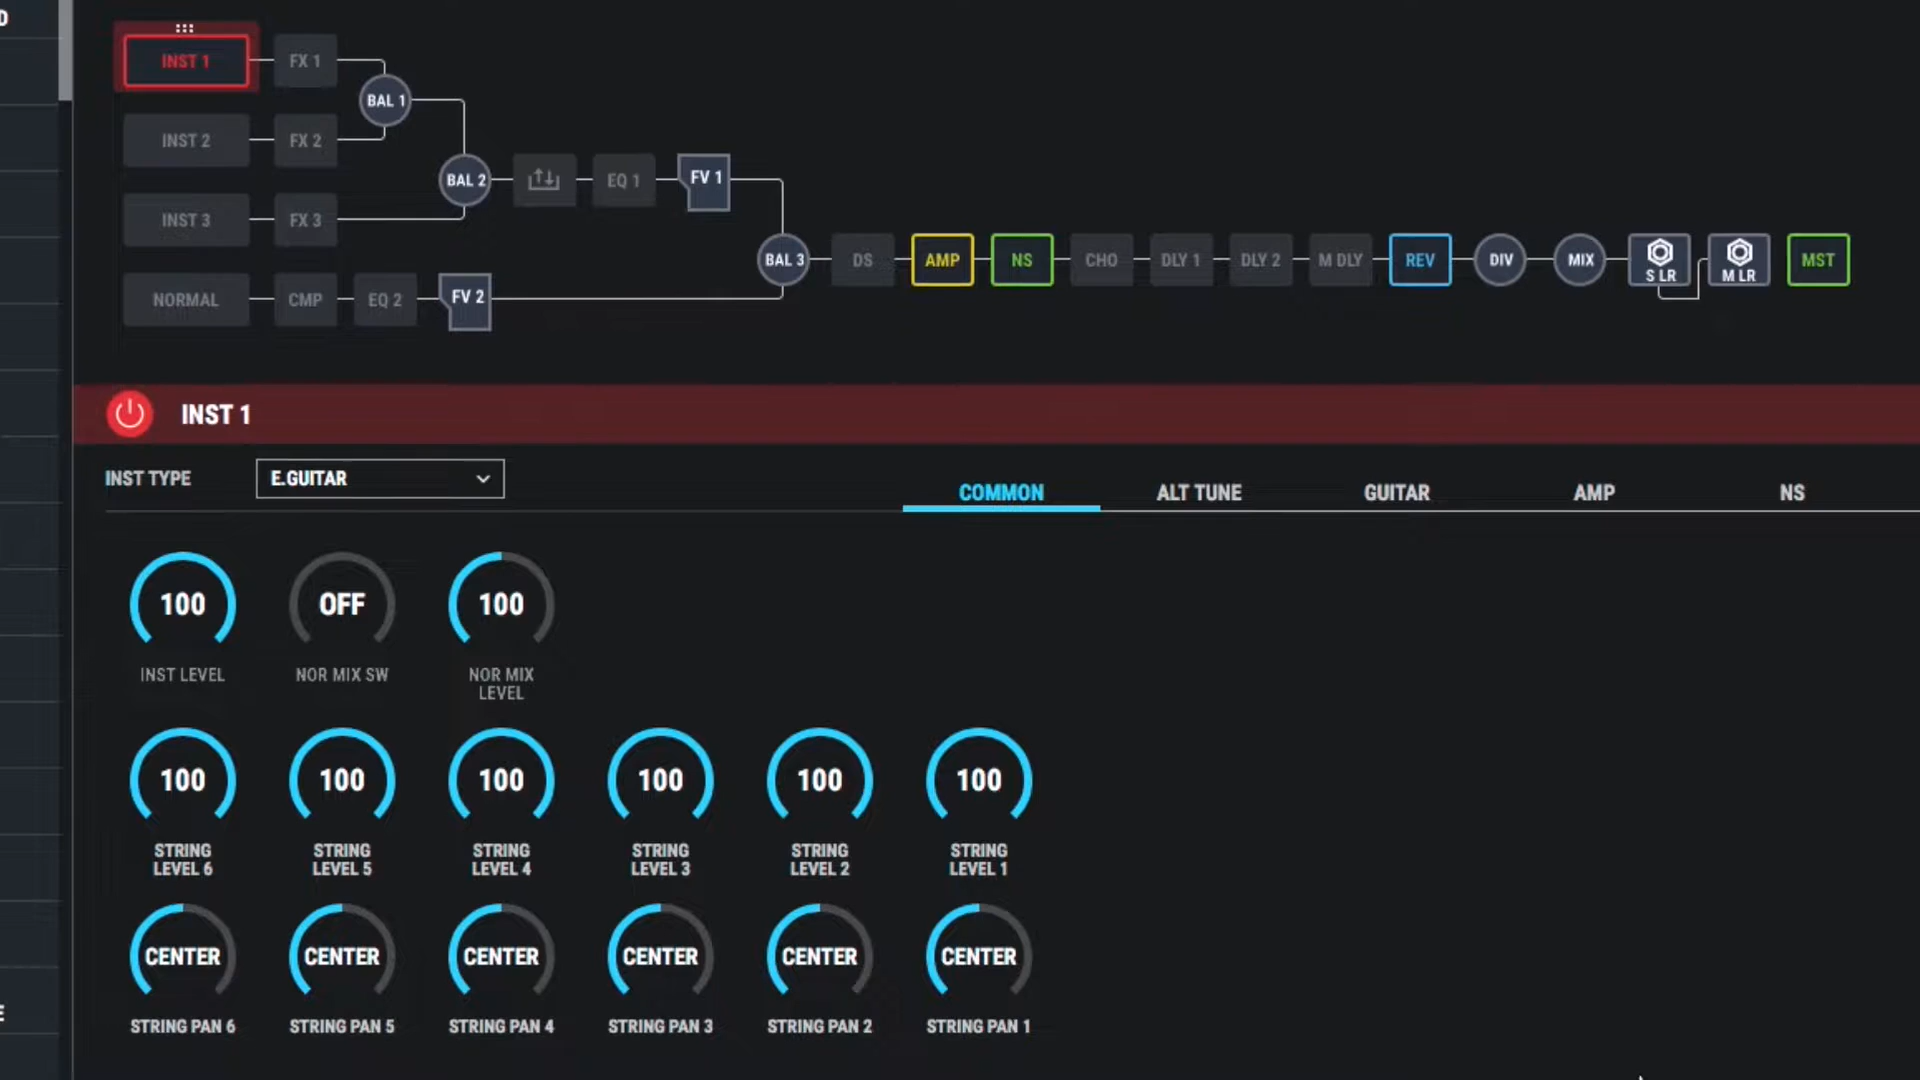 D
INST 1
FX 1
BAL 1
INST 2
FX 2
BAL 2
EQ 1
FV 1
INST 3
FX 3
BAL 3
DS
AMP
NS
CHO
DLY 1
DLY 2
M DLY
REV
DIV
MIX
S LR
M LR
MST
NORMAL
CMP
EQ 2
FV 2
INST 1
INST TYPE
E.GUITAR
COMMON
ALT TUNE
GUITAR
AMP
NS
100
OFF
100
INST LEVEL
NOR MIX SW
NOR MIX
LEVEL
100
100
100
100
100
100
STRING
LEVEL 6
STRING
LEVEL 5
STRING
LEVEL 4
STRING
LEVEL 3
STRING
LEVEL 2
STRING
LEVEL 1
CENTER
CENTER
CENTER
CENTER
CENTER
CENTER
E
STRING PAN 6
STRING PAN 5
STRING PAN 4
STRING PAN 3
STRING PAN 2
STRING PAN 1